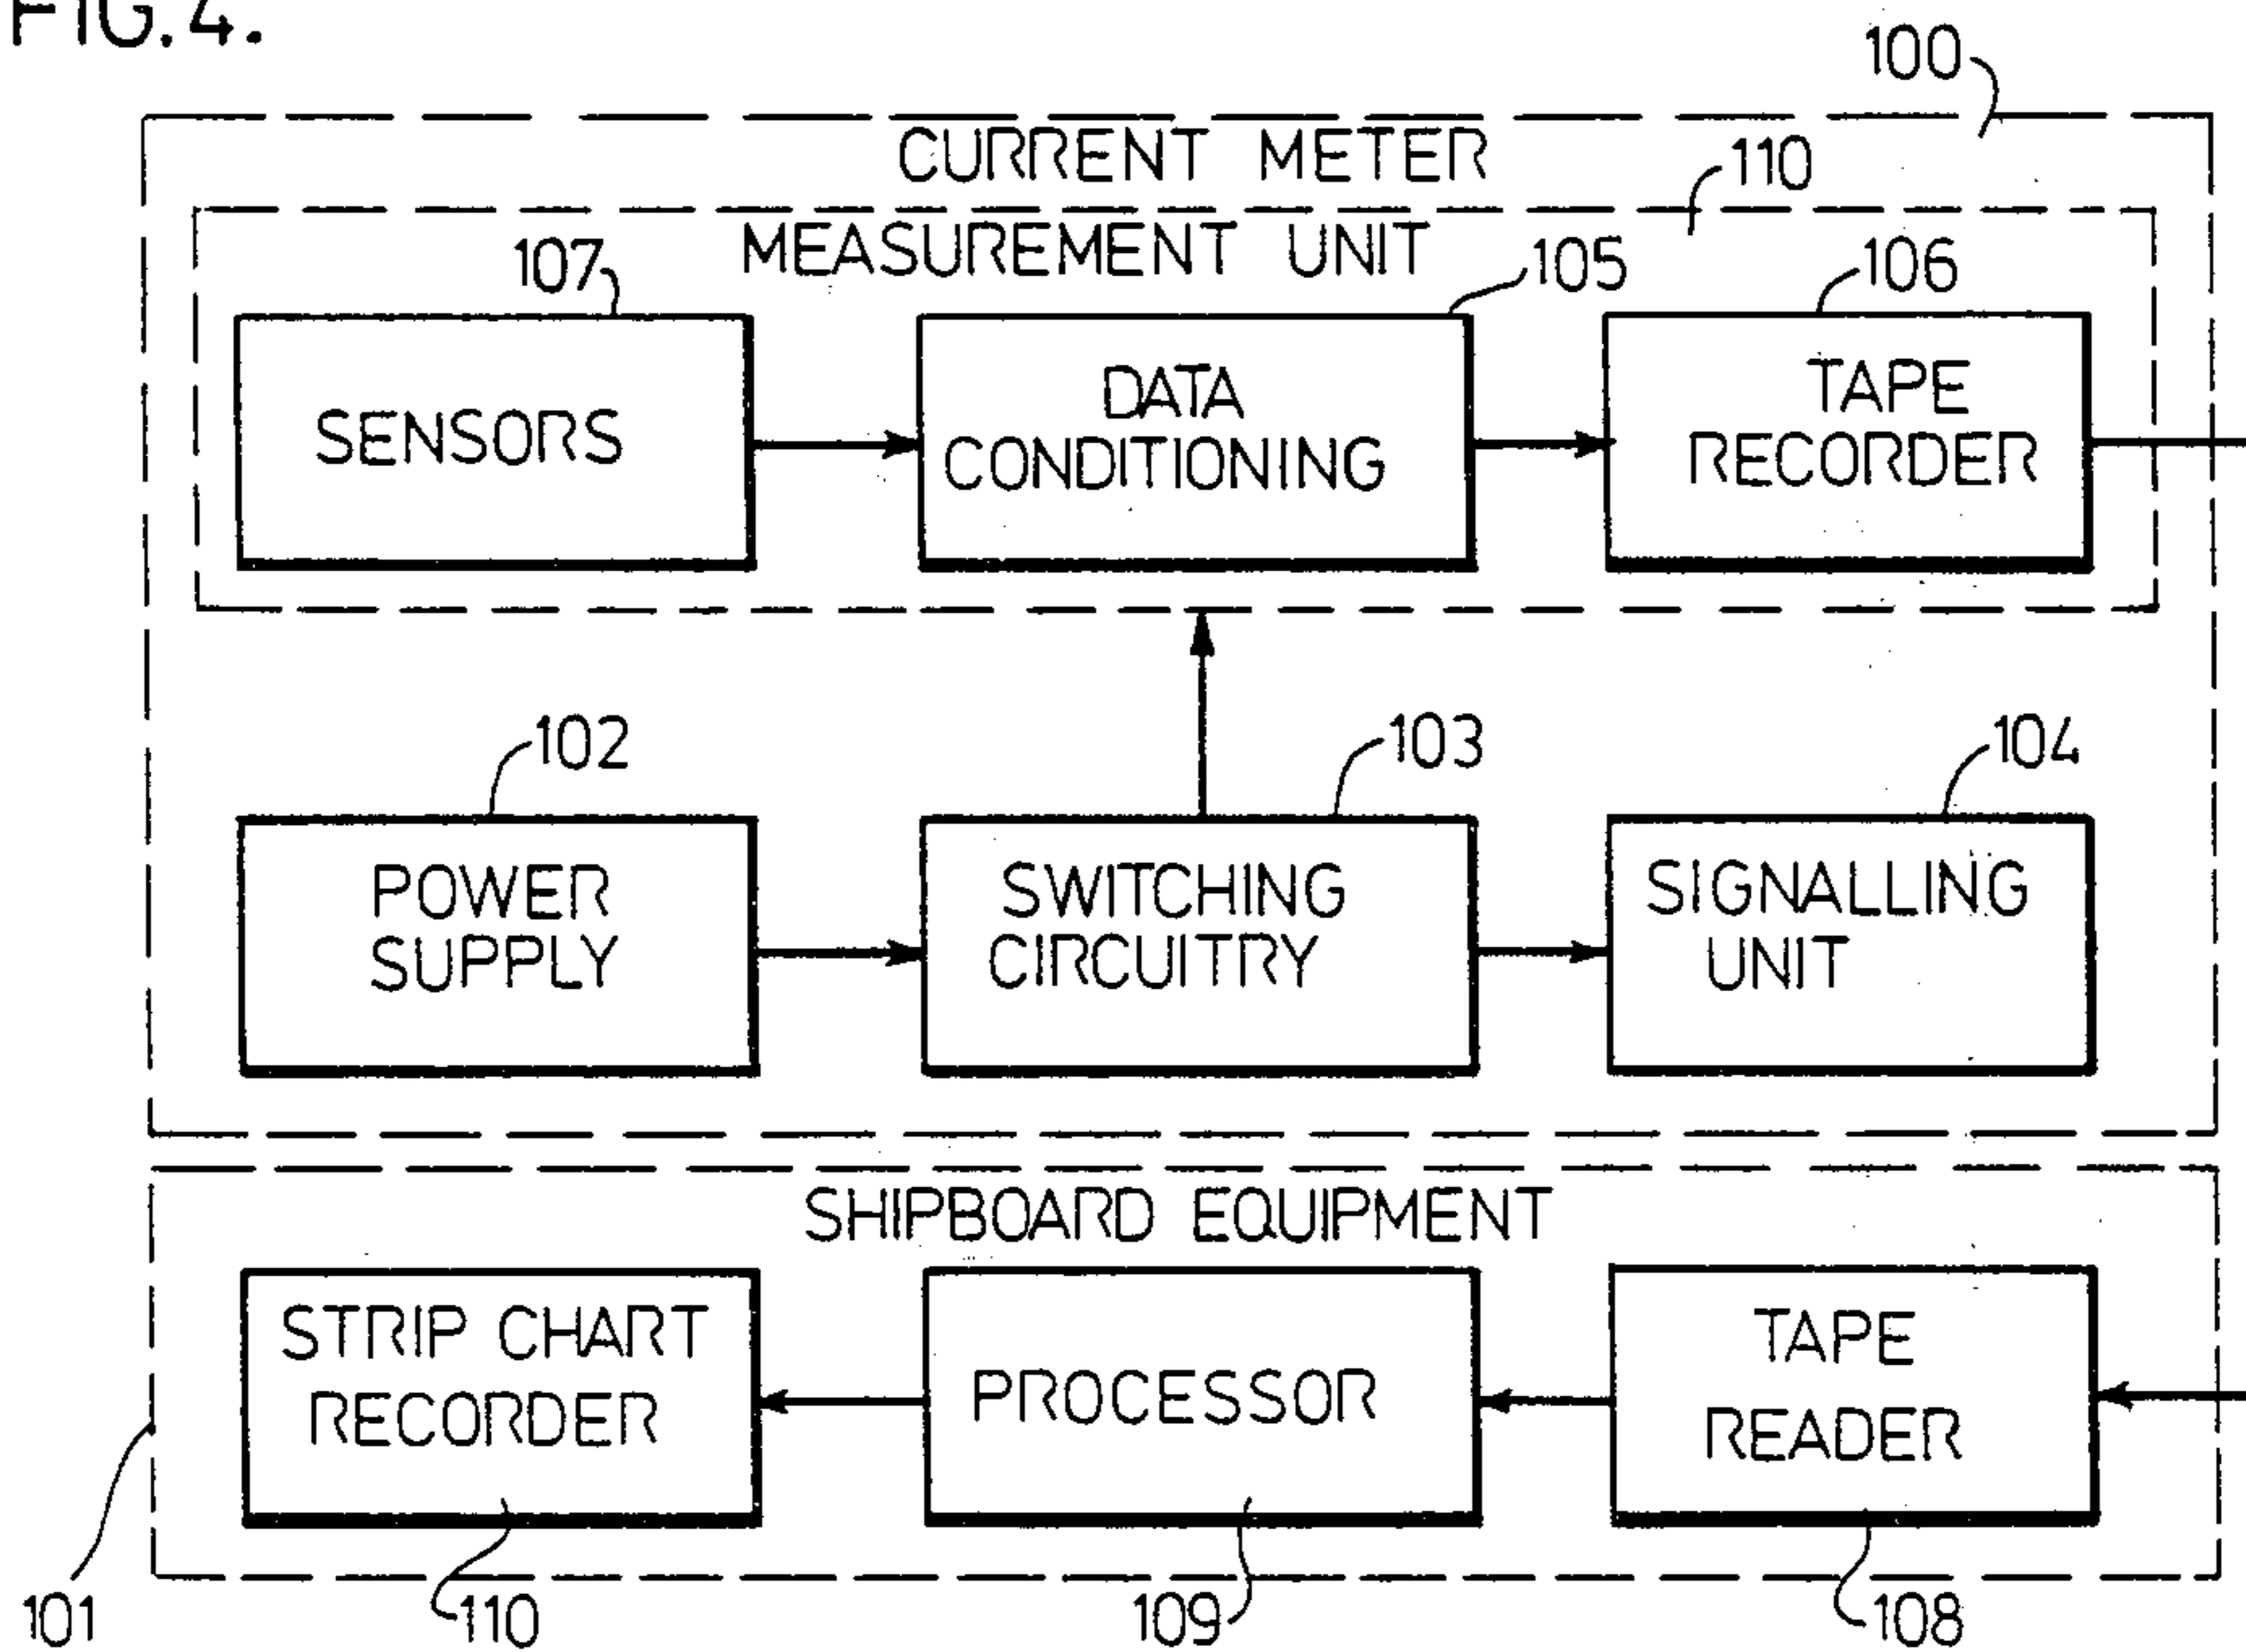 FIG.4.
100
CURRENT METER
110
MEASUREMENT UNIT
107
105
106
SENSORS
DATA
CONDITIONING
TAPE
RECORDER
102
103
104
POWER
SUPPLY
SWITCHING
CIRCUITRY
SIGNALLING
UNIT
SHIPBOARD EQUIPMENT
STRIP CHART
RECORDER
PROCESSOR
TAPE
READER
101
110
109
108